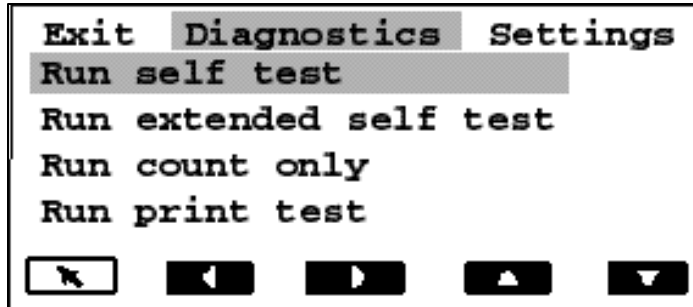 Exit Diagnostics Settings
Run self test
Run extended self test
Run count only
Run print test